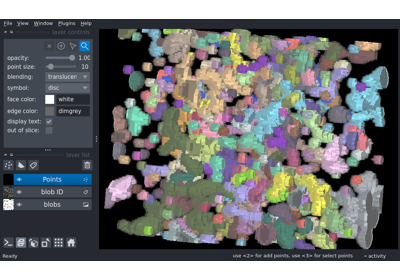 File View Window Plugins Help
layer controls
opacity: 1.00
point size: 10
blending: translucen
symbol: disc
face color: white
edge color: dimgrey
display text:
out of slice:
layer list
Points
blob ID
blobs
Ready use <2> for add points, use <3> for select points activity